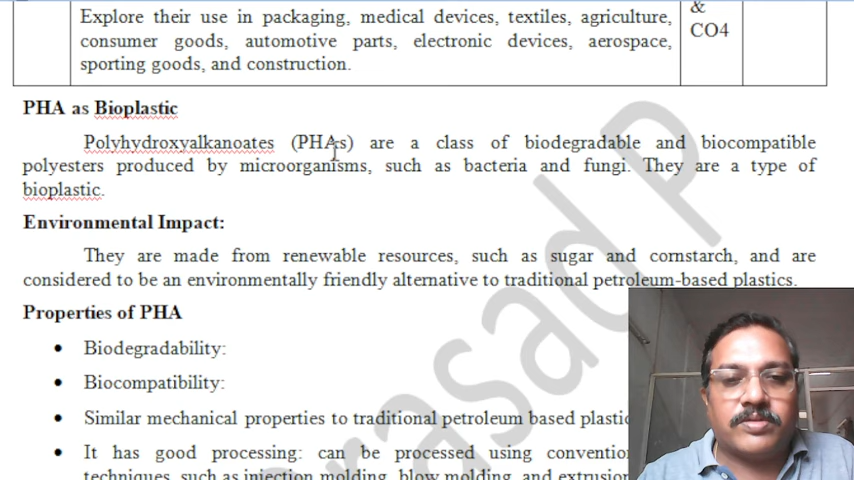 Explore their use in packaging, medical devices, textiles, agriculture,
consumer goods, automotive parts, electronic devices, aerospace,
sporting goods, and construction.
&
CO4
PHA as Bioplastic
Polyhydroxyalkanoates (PHAs) are a class of biodegradable and biocompatible
polyesters produced by microorganisms, such as bacteria and fungi. They are a type of
bioplastic.
Environmental Impact:
They are made from renewable resources, such as sugar and cornstarch, and are
considered to be an environmentally friendly alternative to traditional petroleum-based plastics.
Properties of PHA
• Biodegradability:
• Biocompatibility:
• Similar mechanical properties to traditional petroleum based
• It has good processing: can be processed using
techniques, such as injection molding, blow molding, and extrusion
rasad P